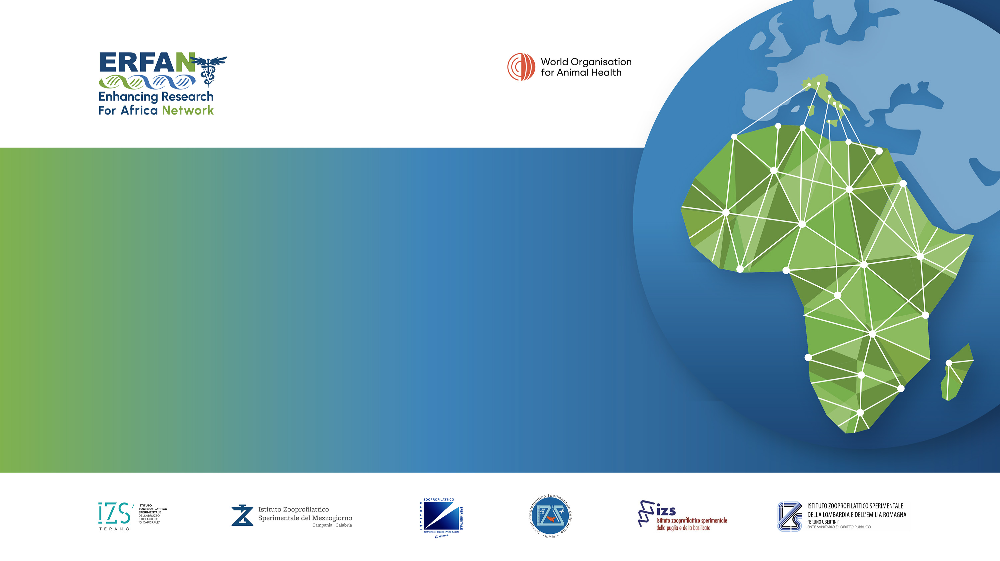 ERFAN
Enhancing Research
For Africa Network
World Organisation
for Animal Health
IZS
TERAMO
ISTITUTO
ZOOPROFILATTICO
SPERIMENTALE
DELL'ABRUZZO
E DEL MOLISE
"G. CAPORALE"
Istituto Zooprofilattico
Sperimentale del Mezzogiorno
Campania | Calabria
ISTITUTO
ZOOPROFILATTICO
SPERIMENTALE
del Piemonte Liguria e Valle d'Aosta
Istituto Zooprofilattico Sperimentale della Sicilia
IZS
"A.Mirri"
izs
istituto zooprofilattico sperimentale
della puglia e della basilicata
IZS
ISTITUTO ZOOPROFILATTICO SPERIMENTALE
DELLA LOMBARDIA E DELL'EMILIA ROMAGNA
"BRUNO UBERTINI"
ENTE SANITARIO DI DIRITTO PUBBLICO